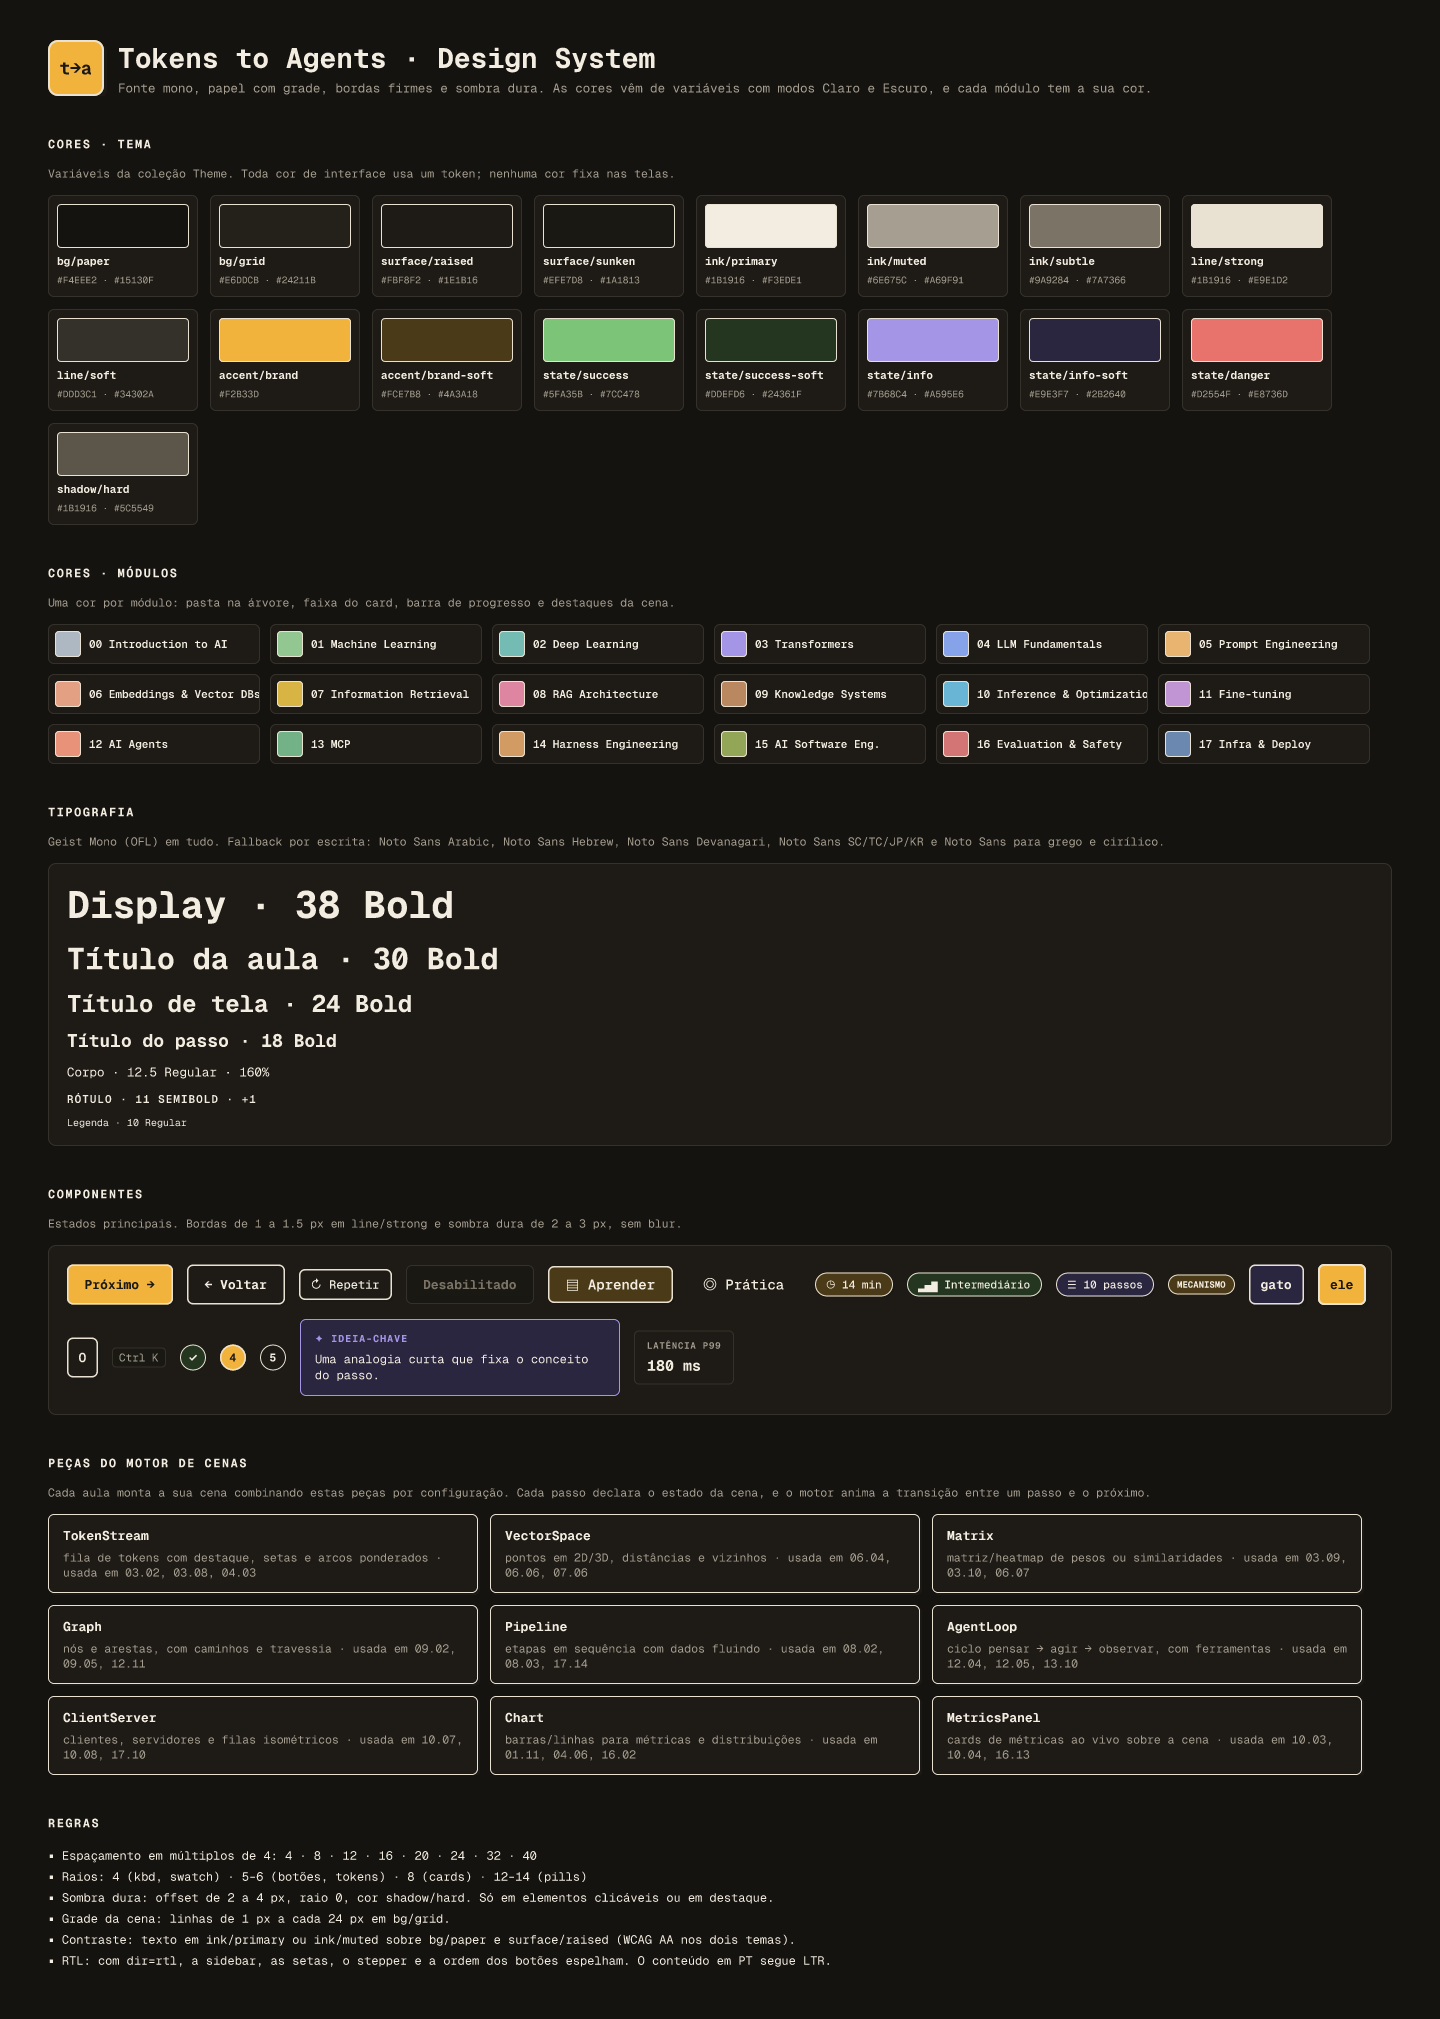 t→a
Tokens to Agents · Design System
Fonte mono, papel com grade, bordas firmes e sombra dura. As cores vêm de variáveis com modos Claro e Escuro, e cada módulo tem a sua cor.
CORES · TEMA
Variáveis da coleção Theme. Toda cor de interface usa um token; nenhuma cor fixa nas telas.
bg/paper
#F4EEE2 · #15130F
bg/grid
#E6DDCB · #24211B
surface/raised
#FBF8F2 · #1E1B16
surface/sunken
#EFE7D8 · #1A1813
ink/primary
#1B1916 · #F3EDE1
ink/muted
#6E675C · #A69F91
ink/subtle
#9A9284 · #7A7366
line/strong
#1B1916 · #E9E1D2
line/soft
#DDD3C1 · #34302A
accent/brand
#F2B33D
accent/brand-soft
#FCE7B8 · #4A3A18
state/success
#5FA35B · #7CC478
state/success-soft
#DDEFD6 · #24361F
state/info
#7B68C4 · #A595E6
state/info-soft
#E9E3F7 · #2B2640
state/danger
#D2554F · #E8736D
shadow/hard
#1B1916 · #5C5549
CORES · MÓDULOS
Uma cor por módulo: pasta na árvore, faixa do card, barra de progresso e destaques da cena.
00 Introduction to AI
01 Machine Learning
02 Deep Learning
03 Transformers
04 LLM Fundamentals
05 Prompt Engineering
06 Embeddings & Vector DBs
07 Information Retrieval
08 RAG Architecture
09 Knowledge Systems
10 Inference & Optimizatio
11 Fine-tuning
12 AI Agents
13 MCP
14 Harness Engineering
15 AI Software Eng.
16 Evaluation & Safety
17 Infra & Deploy
TIPOGRAFIA
Geist Mono (OFL) em tudo. Fallback por escrita: Noto Sans Arabic, Noto Sans Hebrew, Noto Sans Devanagari, Noto Sans SC/TC/JP/KR e Noto Sans para grego e cirílico.
Display · 38 Bold
Título da aula · 30 Bold
Título de tela · 24 Bold
Título do passo · 18 Bold
Corpo · 12.5 Regular · 160%
RÓTULO · 11 SEMIBOLD · +1
Legenda · 10 Regular
COMPONENTES
Estados principais. Bordas de 1 a 1.5 px em line/strong e sombra dura de 2 a 3 px, sem blur.
Próximo →
← Voltar
↻ Repetir
Desabilitado
▤ Aprender
◎ Prática
◷ 14 min
▂▄▆ Intermediário
☰ 10 passos
MECANISMO
gato
ele
0
Ctrl K
✓
4
5
✦ IDEIA-CHAVE
Uma analogia curta que fixa o conceito
do passo.
LATÊNCIA P99
180 ms
PEÇAS DO MOTOR DE CENAS
Cada aula monta a sua cena combinando estas peças por configuração. Cada passo declara o estado da cena, e o motor anima a transição entre um passo e o próximo.
TokenStream
fila de tokens com destaque, setas e arcos ponderados ·
usada em 03.02, 03.08, 04.03
VectorSpace
pontos em 2D/3D, distâncias e vizinhos · usada em 06.04,
06.06, 07.06
Matrix
matriz/heatmap de pesos ou similaridades · usada em 03.09,
03.10, 06.07
Graph
nós e arestas, com caminhos e travessia · usada em 09.02,
09.05, 12.11
Pipeline
etapas em sequência com dados fluindo · usada em 08.02,
08.03, 17.14
AgentLoop
ciclo pensar → agir → observar, com ferramentas · usada em
12.04, 12.05, 13.10
ClientServer
clientes, servidores e filas isométricos · usada em 10.07,
10.08, 17.10
Chart
barras/linhas para métricas e distribuições · usada em
01.11, 04.06, 16.02
MetricsPanel
cards de métricas ao vivo sobre a cena · usada em 10.03,
10.04, 16.13
REGRAS
▪ Espaçamento em múltiplos de 4: 4 · 8 · 12 · 16 · 20 · 24 · 32 · 40
▪ Raios: 4 (kbd, swatch) · 5–6 (botões, tokens) · 8 (cards) · 12–14 (pills)
▪ Sombra dura: offset de 2 a 4 px, raio 0, cor shadow/hard. Só em elementos clicáveis ou em destaque.
▪ Grade da cena: linhas de 1 px a cada 24 px em bg/grid.
▪ Contraste: texto em ink/primary ou ink/muted sobre bg/paper e surface/raised (WCAG AA nos dois temas).
▪ RTL: com dir=rtl, a sidebar, as setas, o stepper e a ordem dos botões espelham. O conteúdo em PT segue LTR.